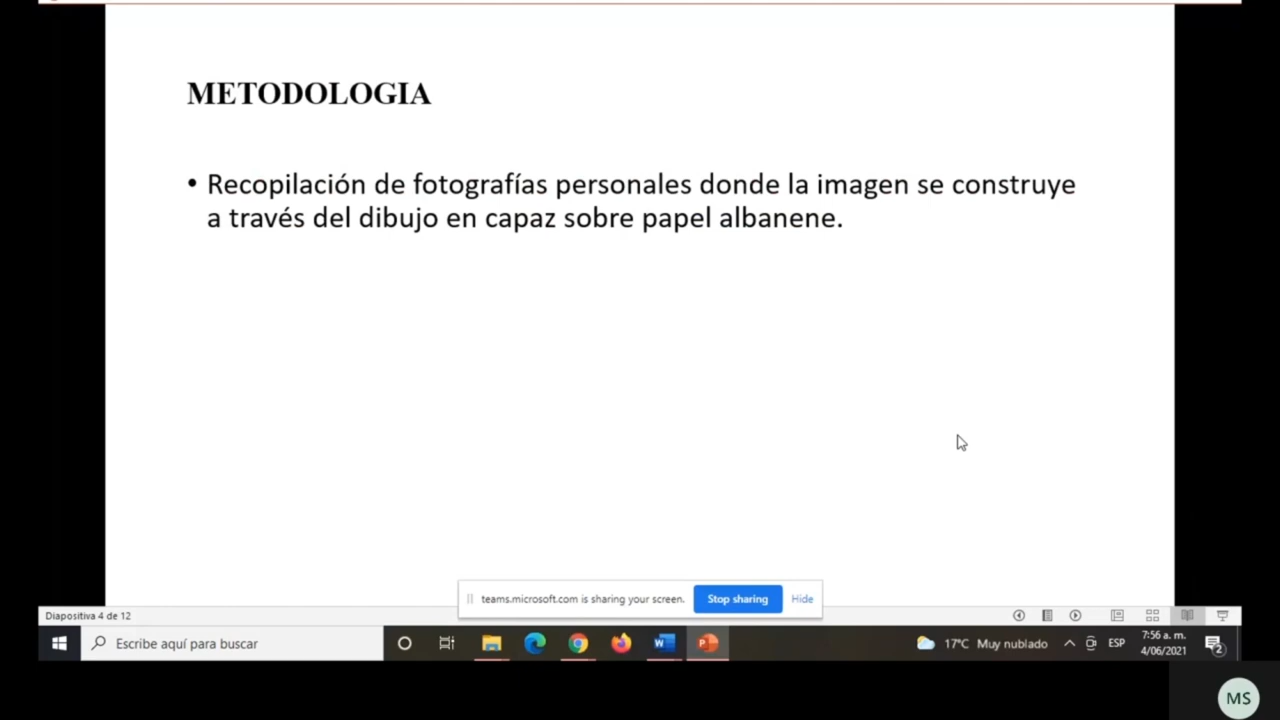 METODOLOGIA
• Recopilación de fotografías personales donde la imagen se construye
a través del dibujo en capaz sobre papel albanene.
teams.microsoft.com is sharing your screen. Stop sharing Hide
Diapositiva 4 de 12
Escribe aquí para buscar
17°C Muy nublado
ESP
7:56 a. m.
4/06/2021
2
MS